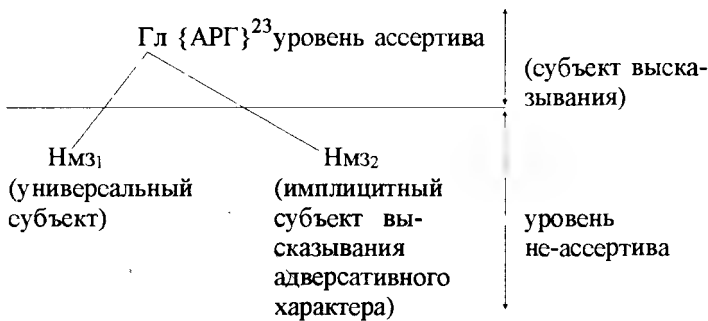 Гл {АРГ}²³ уровень ассертива
(субъект выска-
зывания)
Нмз₁
(универсальный
субъект)
Нмз₂
(имплицитный
субъект вы-
сказывания
адверсативного
характера)
уровень
не-ассертива